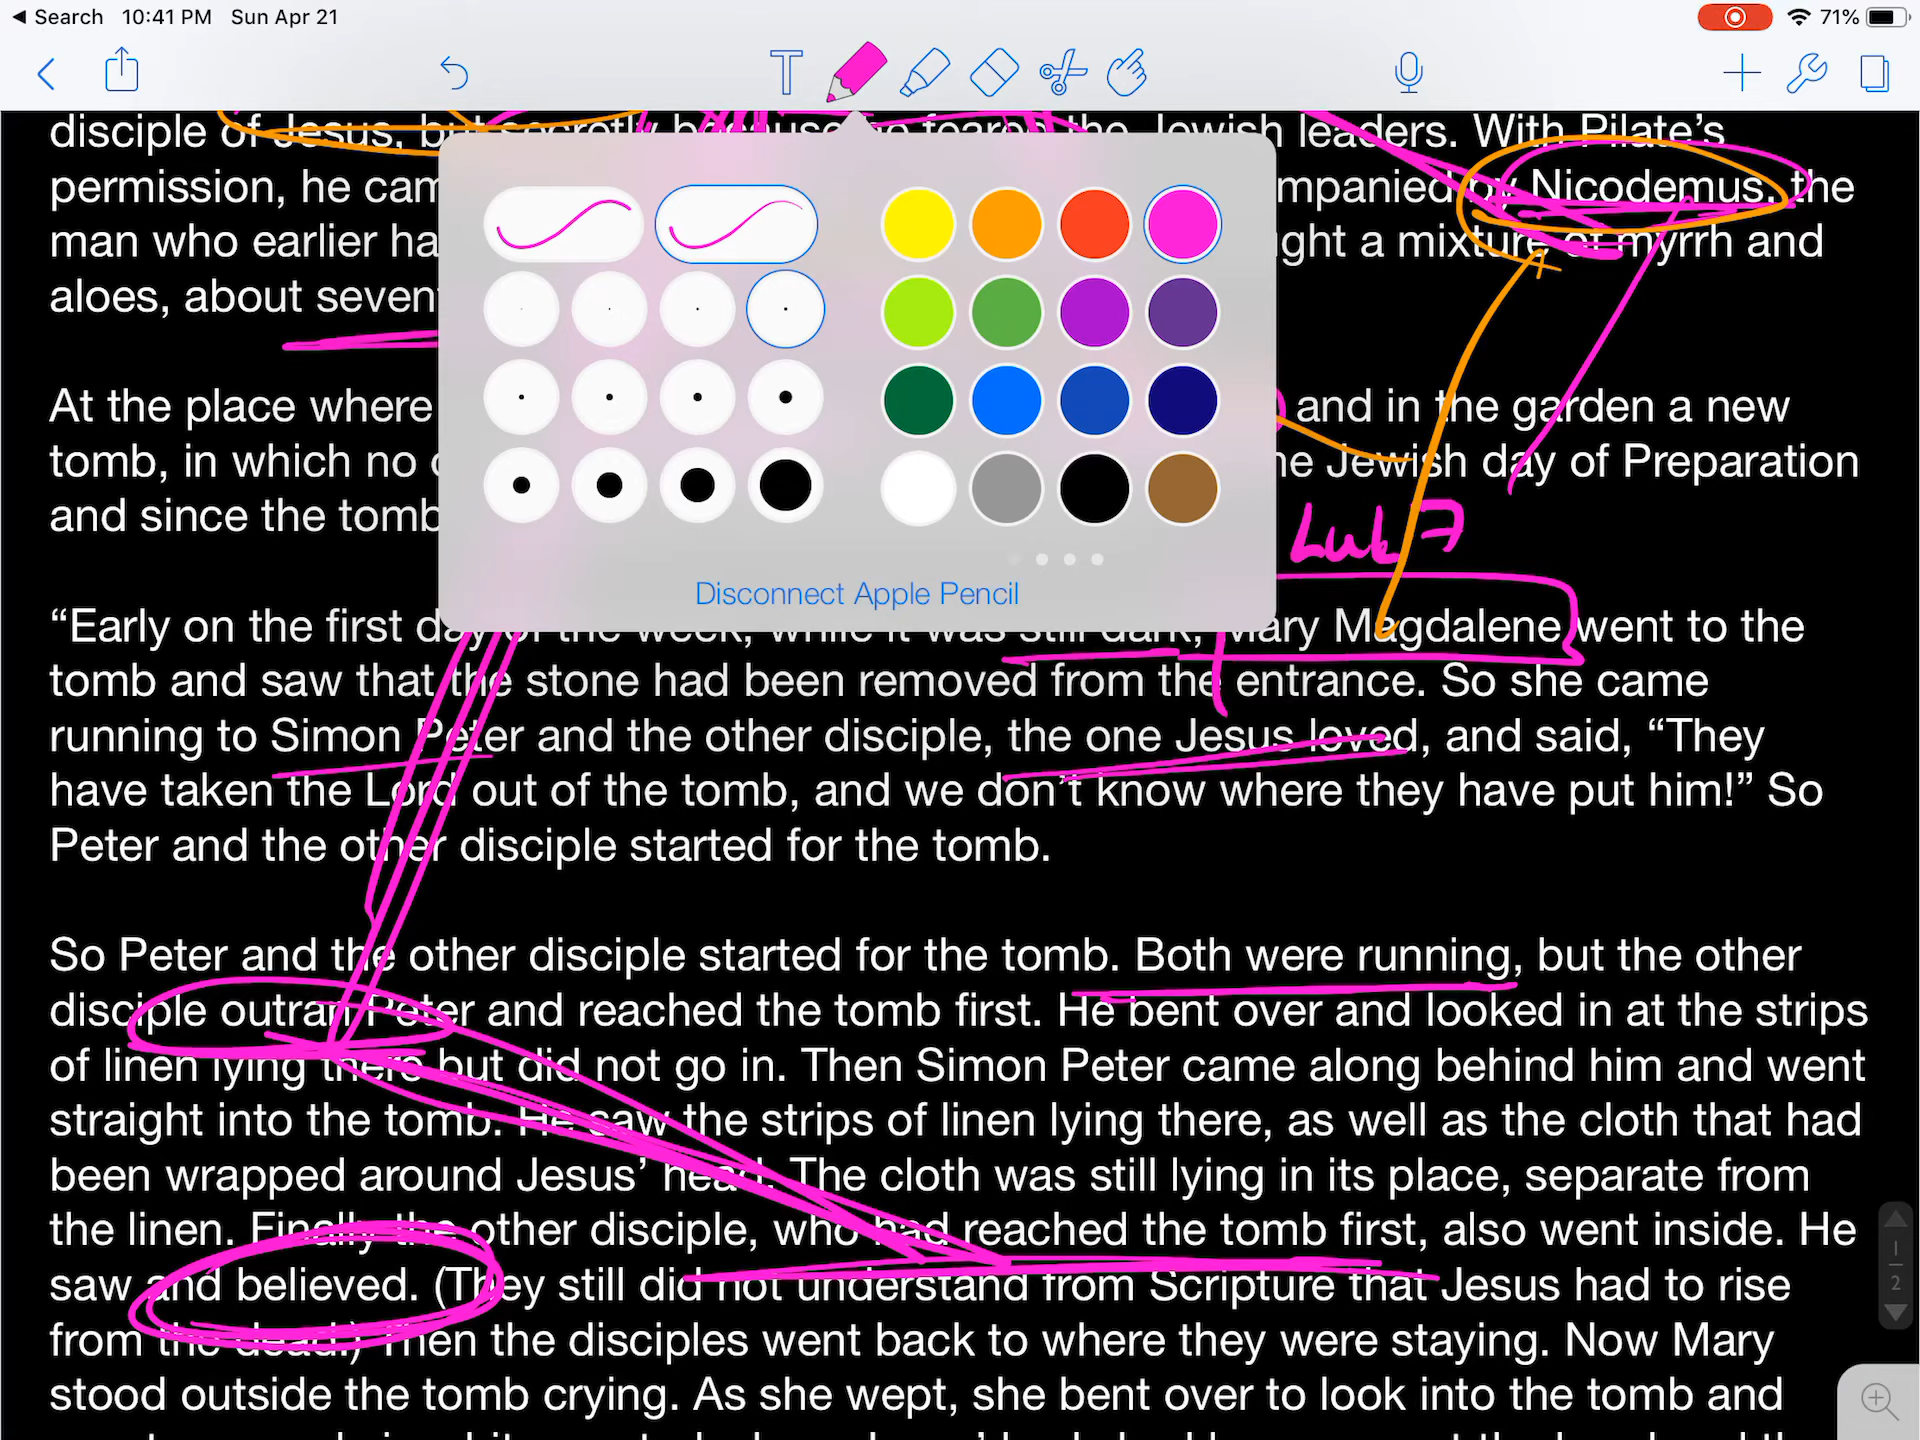 Search 10:41 PM Sun Apr 21 71%
T
disciple of Jesus, but secretly because he feared the Jewish leaders. With Pilate's
permission, he cam mpanied by Nicodemus, the
man who earlier ha ght a mixture of myrrh and
aloes, about seven
At the place where and in the garden a new
tomb, in which no he Jewish day of Preparation
and since the tomb
Luk 7
Disconnect Apple Pencil
“Early on the first day of the week, while it was still dark, Mary Magdalene went to the
tomb and saw that the stone had been removed from the entrance. So she came
running to Simon Peter and the other disciple, the one Jesus loved, and said, “They
have taken the Lord out of the tomb, and we don't know where they have put him!” So
Peter and the other disciple started for the tomb.
So Peter and the other disciple started for the tomb. Both were running, but the other
disciple outran Peter and reached the tomb first. He bent over and looked in at the strips
of linen lying there but did not go in. Then Simon Peter came along behind him and went
straight into the tomb. He saw the strips of linen lying there, as well as the cloth that had
been wrapped around Jesus’ head. The cloth was still lying in its place, separate from
the linen. Finally the other disciple, who had reached the tomb first, also went inside. He
saw and believed. (They still did not understand from Scripture that Jesus had to rise
from the dead.) Then the disciples went back to where they were staying. Now Mary
stood outside the tomb crying. As she wept, she bent over to look into the tomb and
1
2